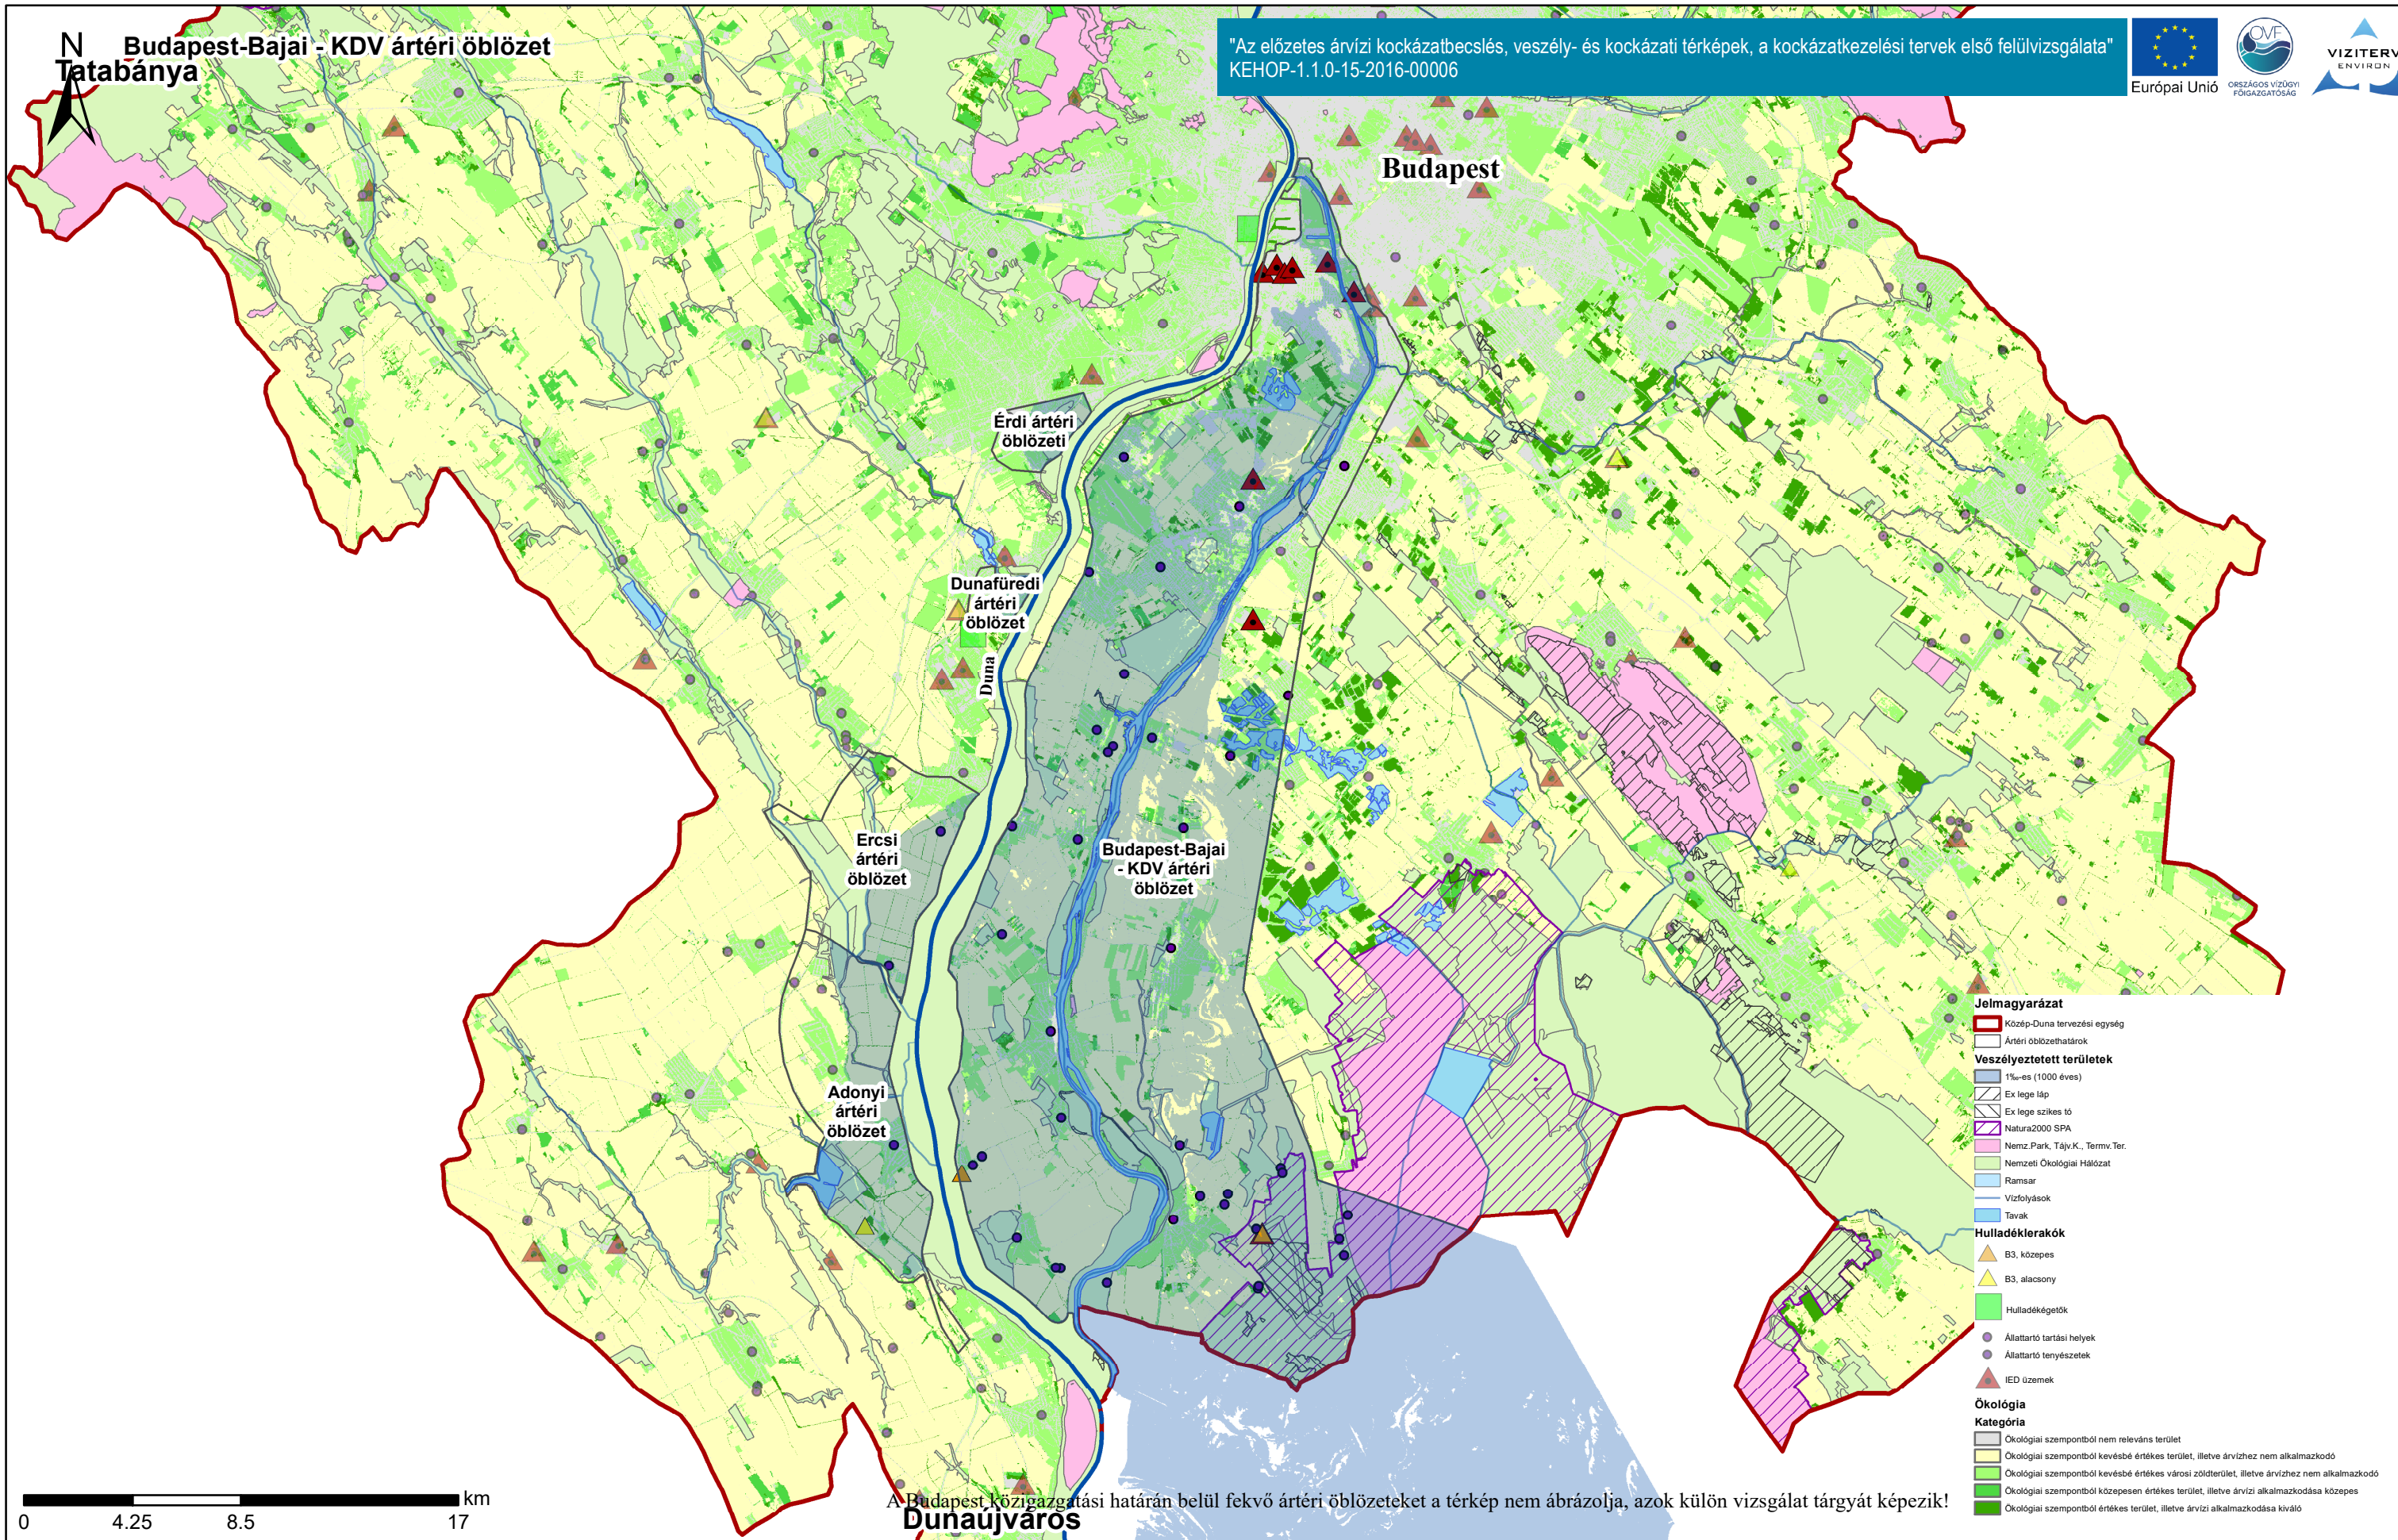 N
Budapest-Bajai - KDV ártéri öblözet
Tatabánya
"Az előzetes árvízi kockázatbecslés, veszély- és kockázati térképek, a kockázatkezelési tervek első felülvizsgálata"
KEHOP-1.1.0-15-2016-00006
Európai Unió
OVF
ORSZÁGOS VÍZÜGYI
FŐIGAZGATÓSÁG
VIZITERV
ENVIRON
Budapest
Érdi ártéri
öblözeti
Dunafüredi
ártéri
öblözet
Duna
Ercsi
ártéri
öblözet
Budapest-Bajai
- KDV ártéri
öblözet
Adonyi
ártéri
öblözet
Jelmagyarázat
Közép-Duna tervezési egység
Ártéri öblözethatárok
Veszélyeztetett területek
1‰-es (1000 éves)
Ex lege láp
Ex lege szikes tó
Natura2000 SPA
Nemz.Park, Tájv.K., Termv.Ter.
Nemzeti Ökológiai Hálózat
Ramsar
Vízfolyások
Tavak
Hulladéklerakók
B3, közepes
B3, alacsony
Hulladékégetők
Állattartó tartási helyek
Állattartó tenyészetek
IED üzemek
Ökológia
Kategória
Ökológiai szempontból nem releváns terület
Ökológiai szempontból kevésbé értékes terület, illetve árvízhez nem alkalmazkodó
Ökológiai szempontból kevésbé értékes városi zöldterület, illetve árvízhez nem alkalmazkodó
Ökológiai szempontból közepesen értékes terület, illetve árvízi alkalmazkodása közepes
Ökológiai szempontból értékes terület, illetve árvízi alkalmazkodása kiváló
km
0 4.25 8.5 17
A Budapest közigazgatási határán belül fekvő ártéri öblözeteket a térkép nem ábrázolja, azok külön vizsgálat tárgyát képezik!
Dunaújváros